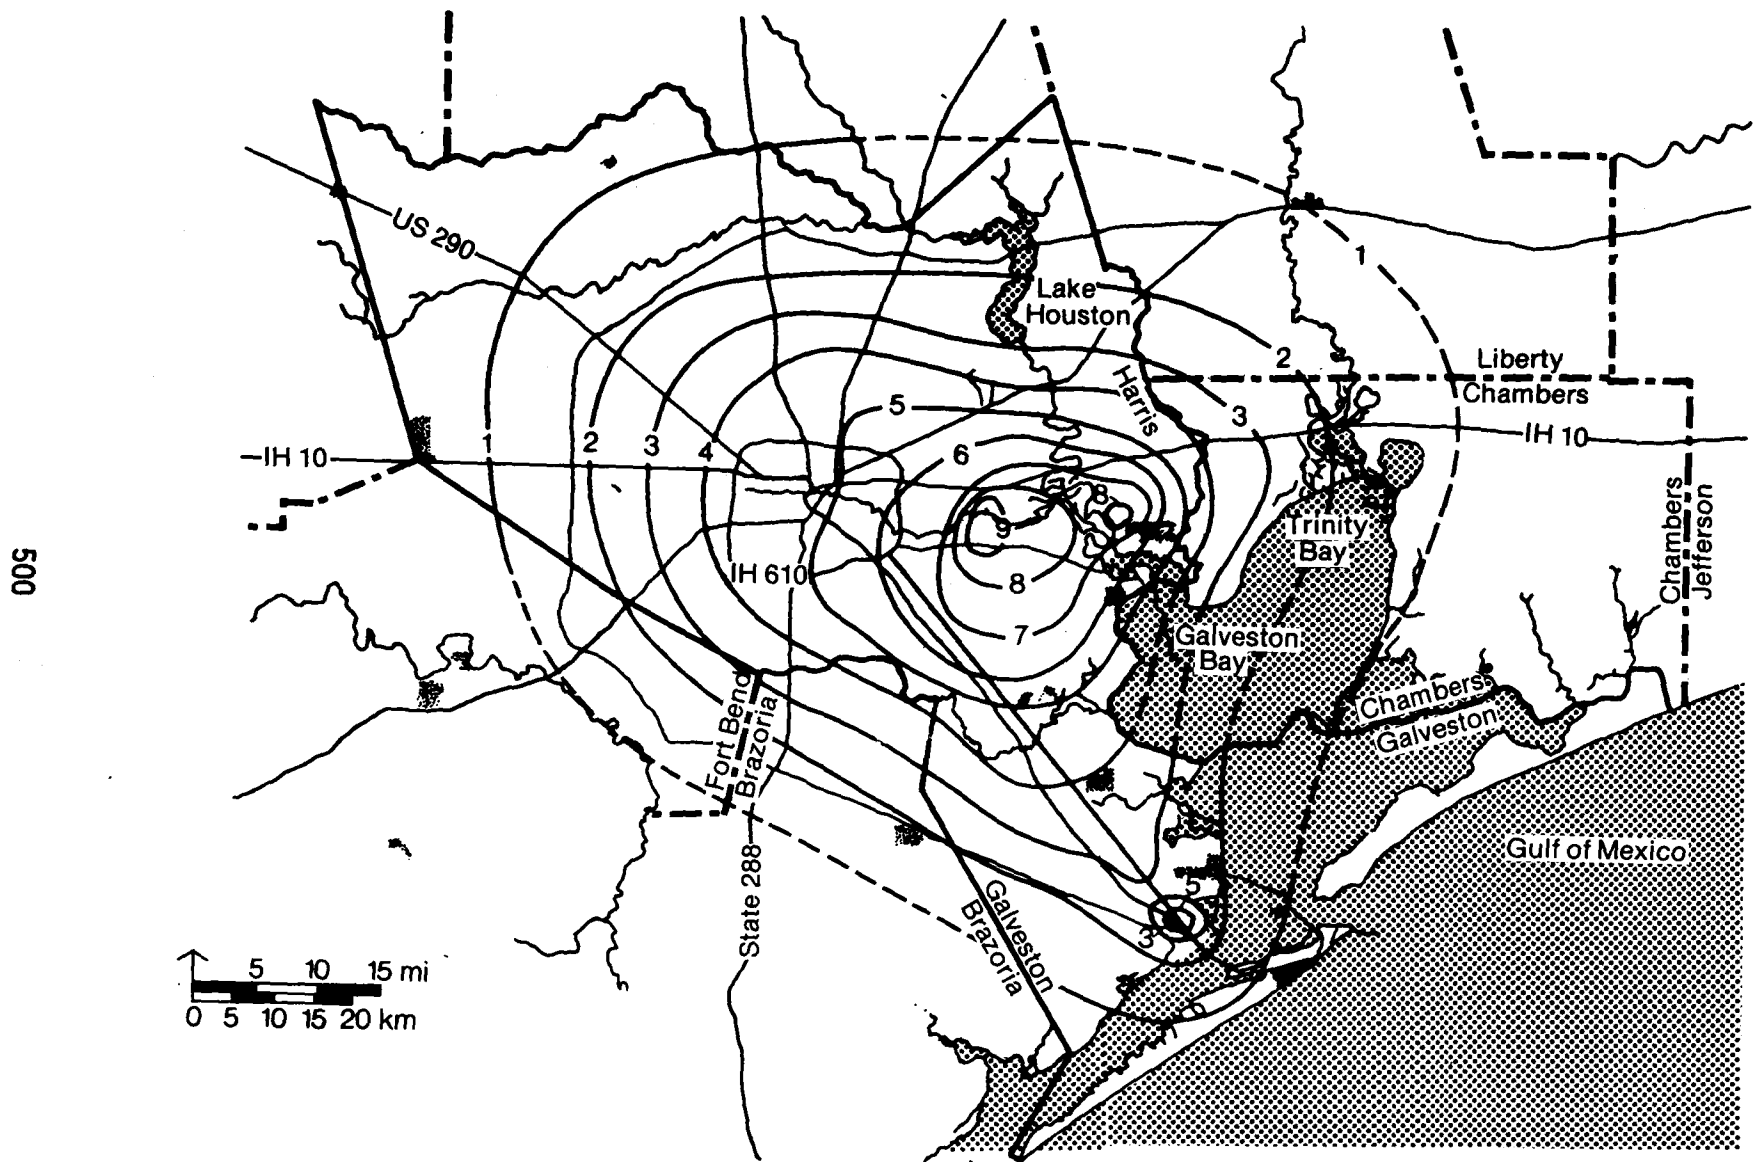 US 290
1
Lake
Houston
2
Liberty
Chambers
Harris
3
5
IH 10
1
2
3
4
6
IH 10
8
9
Trinity
Bay
Chambers
Jefferson
IH 610
8
500
7
Galveston
Bay
Fort Bend
Brazoria
Chambers
Galveston
Gulf of Mexico
State 288
5
3
Galveston
Brazoria
5 10 15 mi
0 5 10 15 20 km